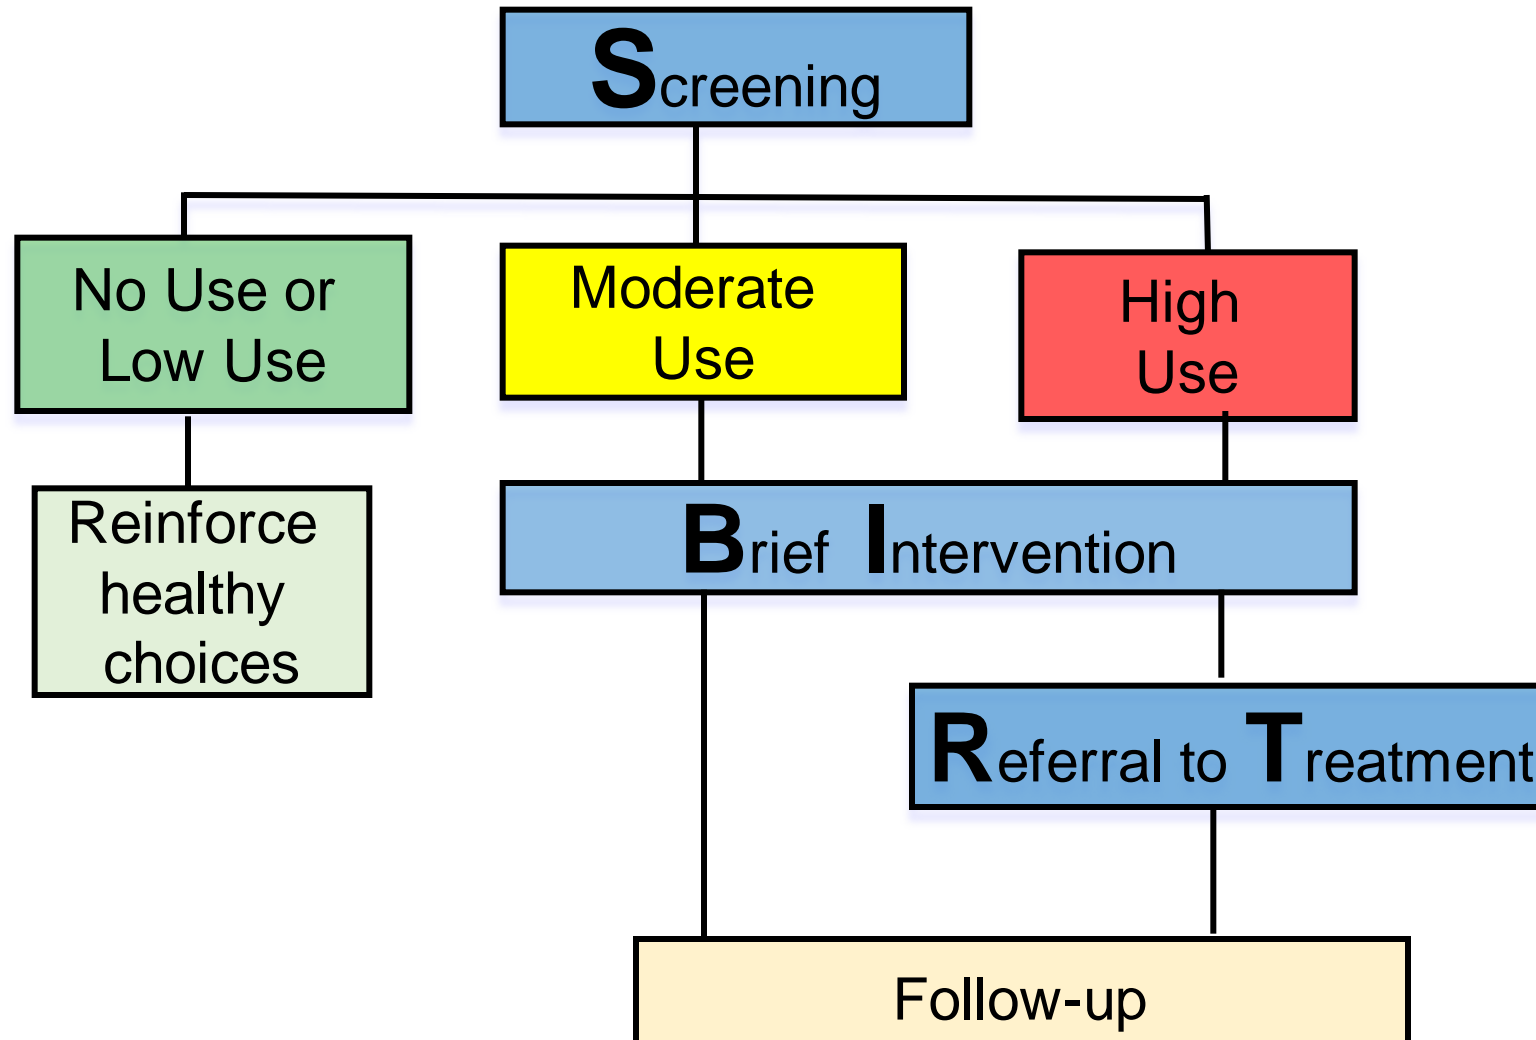 Screening
No Use or
Low Use
Moderate
Use
High
Use
Reinforce
healthy
choices
Brief Intervention
Referral to Treatment
Follow-up